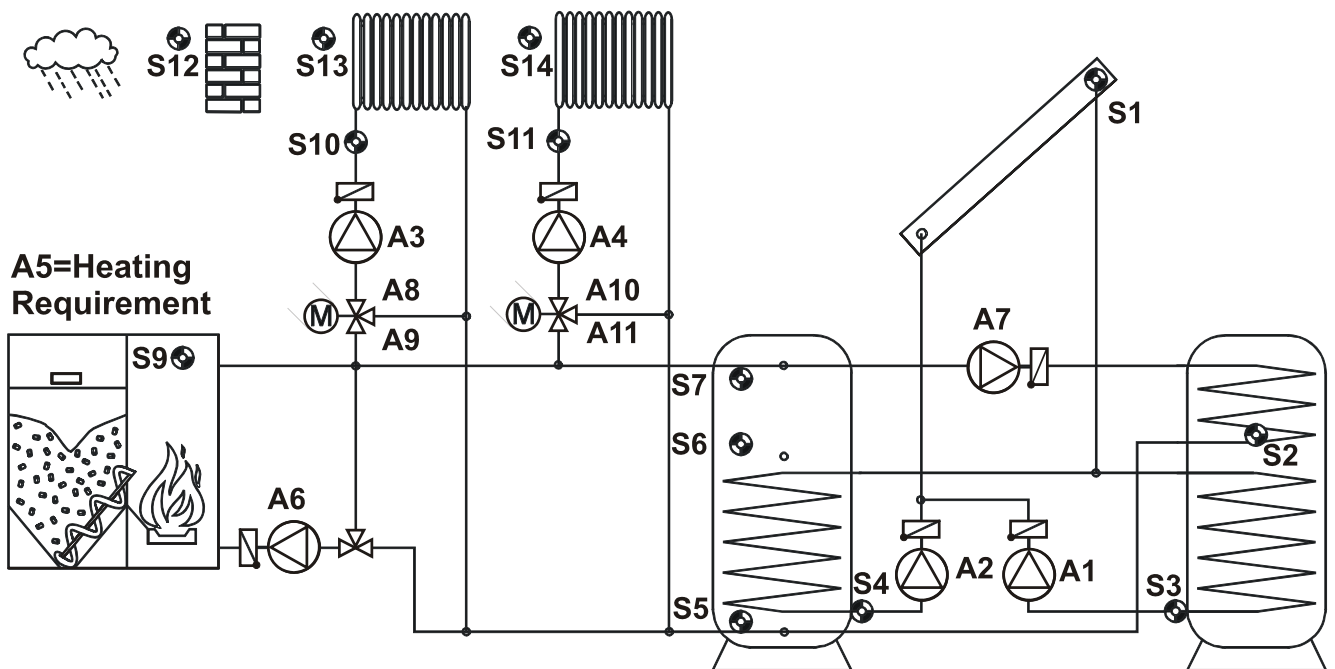 S12
S13
S14
S1
S10
S11
A3
A4
A5=Heating
Requirement
M
A8
A9
M
A10
A11
A7
S9
S7
S6
S2
A6
S5
S4
A2
A1
S3